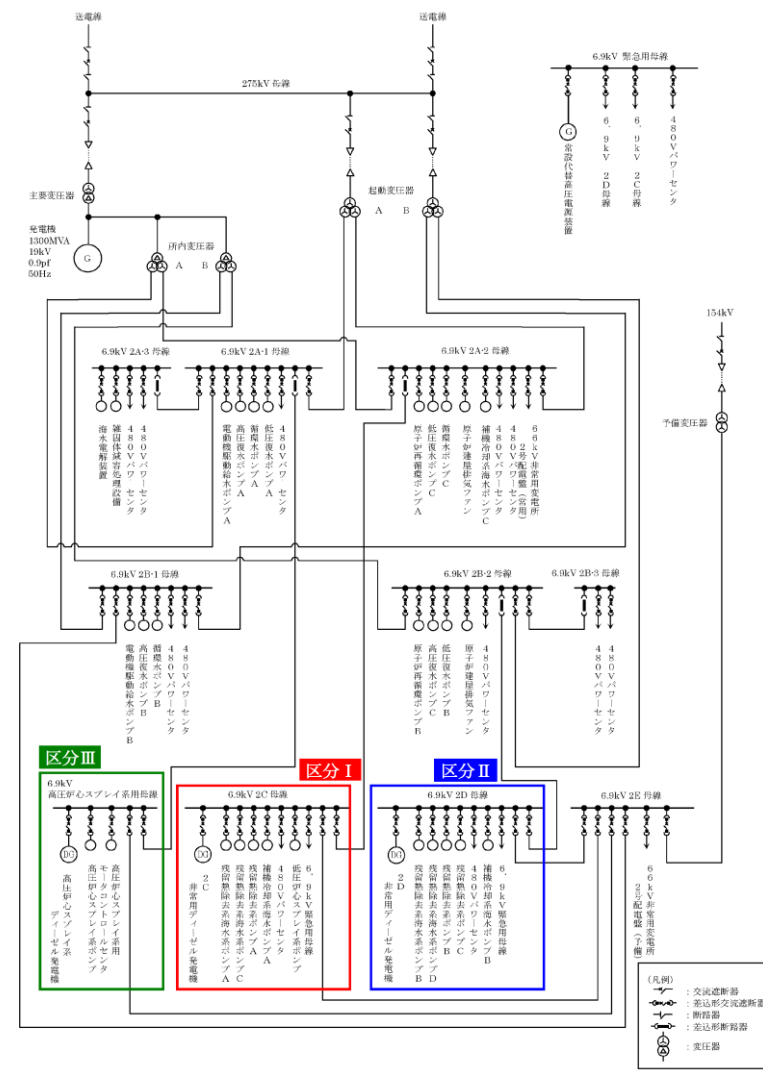 送電線
送電線
275kV 母線
6.9kV 緊急用母線
常設代替高圧電源装置
6.9kV 2D母線
6.9kV 2C母線
480Vパワーセンタ
G
主要変圧器
起動変圧器
A
B
発電機
1300MVA
19kV
0.9pf
50Hz
G
所内変圧器
A
B
154kV
予備変圧器
6.9kV 2A-3 母線
6.9kV 2A-1 母線
6.9kV 2A-2 母線
海水電解装置
雑固体減容処理設備
480Vパワーセンタ
480Vパワーセンタ
電動機駆動給水ポンプA
高圧復水ポンプA
循環水ポンプA
低圧復水ポンプA
480Vパワーセンタ
原子炉再循環ポンプA
低圧復水ポンプC
循環水ポンプC
原子炉建屋排気ファン
補機冷却系海水ポンプC
480Vパワーセンタ
480Vパワーセンタ
66kV非常用変電所
2号配電盤(常用)
6.9kV 2B-1 母線
6.9kV 2B-2 母線
6.9kV 2B-3 母線
電動機駆動給水ポンプB
高圧復水ポンプB
循環水ポンプB
480Vパワーセンタ
480Vパワーセンタ
原子炉再循環ポンプB
高圧復水ポンプC
低圧復水ポンプB
原子炉建屋排気ファン
480Vパワーセンタ
480Vパワーセンタ
480Vパワーセンタ
区分Ⅲ
区分Ⅰ
区分Ⅱ
6.9kV
高圧炉心スプレイ系用母線
6.9kV 2C 母線
6.9kV 2D 母線
6.9kV 2E 母線
DG
DG
DG
高圧炉心スプレイ系
ディーゼル発電機
高圧炉心スプレイ系ポンプ
高圧炉心スプレイ系用
モータコントロールセンタ
2C
非常用ディーゼル発電機
残留熱除去系海水系ポンプA
残留熱除去系海水系ポンプC
残留熱除去系ポンプA
補機冷却系海水ポンプA
480Vパワーセンタ
低圧炉心スプレイ系ポンプ
6.9kV緊急用母線
2D
非常用ディーゼル発電機
残留熱除去系海水系ポンプB
残留熱除去系海水系ポンプD
残留熱除去系ポンプB
残留熱除去系ポンプC
480Vパワーセンタ
補機冷却系海水ポンプB
6.9kV緊急用母線
66kV非常用変電所
2号配電盤(予備)
(凡例)
:交流遮断器
:差込形交流遮断器
:断路器
:差込形断路器
:変圧器